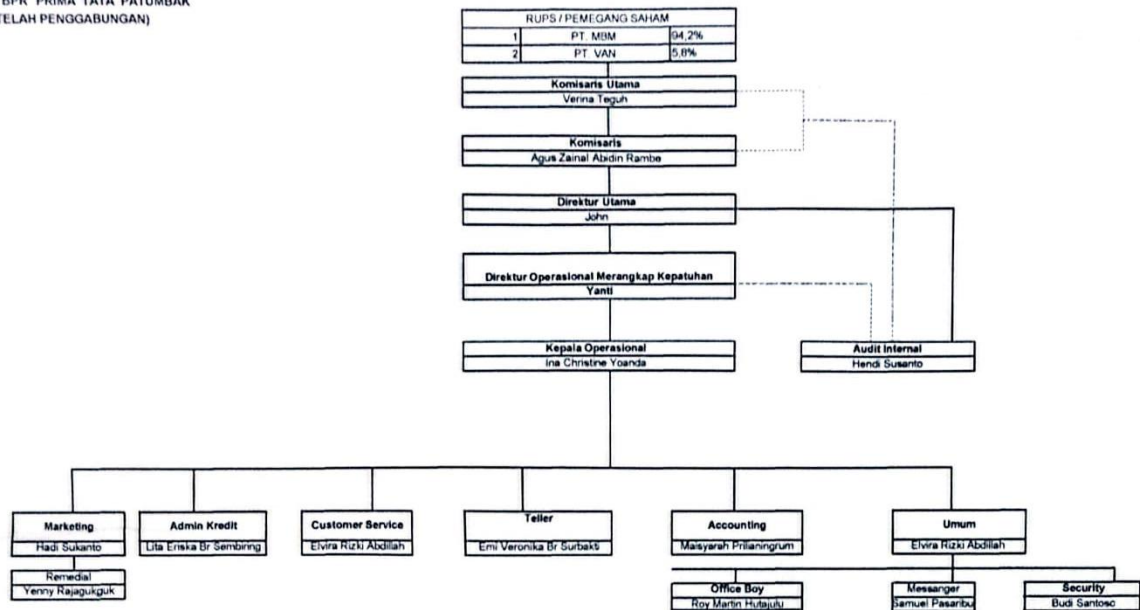 BPR PRIMA TATA PATUMBAK
TELAH PENGGABUNGAN)
RUPS / PEMEGANG SAHAM
1 PT. MBM 94,2%
2 PT. VAN 5,8%
Komisaris Utama
Verina Teguh
Komisaris
Agus Zainal Abidin Rambe
Direktur Utama
John
Direktur Operasional Merangkap Kepatuhan
Yanti
Kepala Operasional
Ina Christine Yoanda
Audit Internal
Hendi Susanto
Marketing
Hadi Sukanto
Remedial
Yenny Rajagukguk
Admin Kredit
Lita Eriska Br Sembiring
Customer Service
Elvira Rizki Abdillah
Teller
Emi Veronika Br Surbakti
Accounting
Maisyarah Prilianingrum
Umum
Elvira Rizki Abdillah
Office Boy
Roy Martin Hutajulu
Messanger
Samuel Pasaribu
Security
Budi Santoso